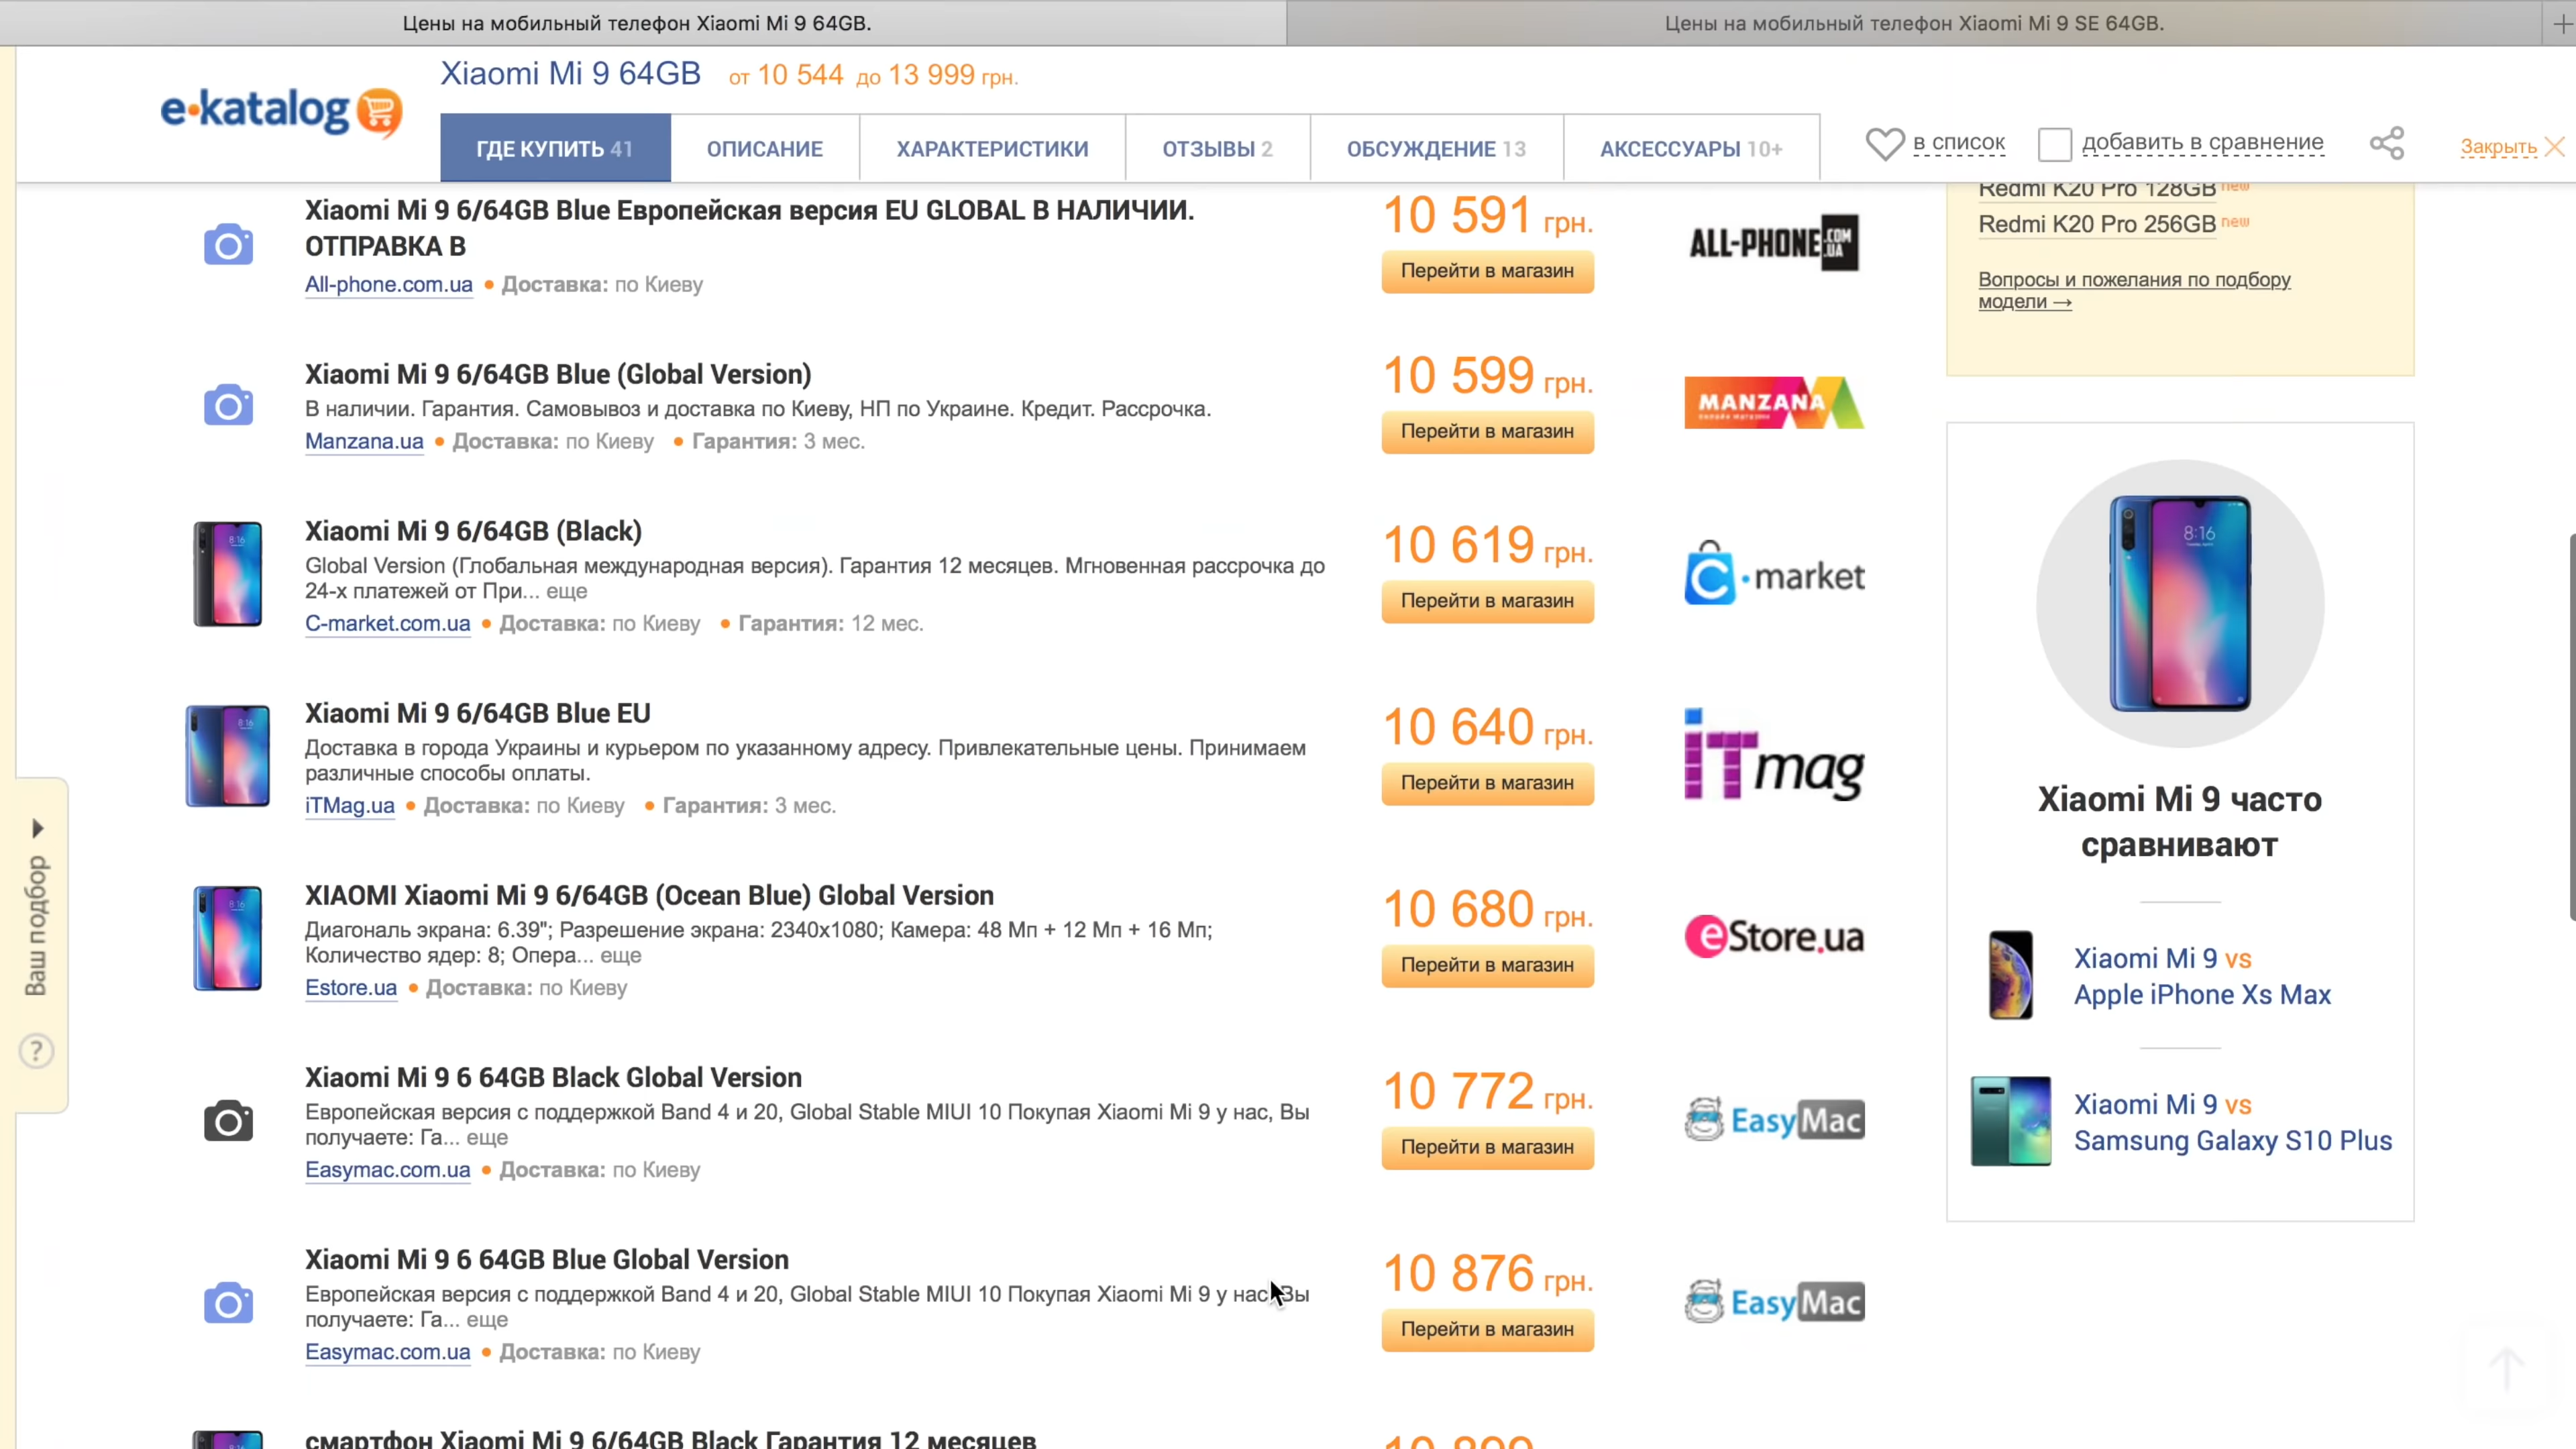 Цены на мобильный телефон Xiaomi Mi 9 64GB.
Цены на мобильный телефон Xiaomi Mi 9 SE 64GB.
e-katalog
Xiaomi Mi 9 64GB от 10 544 до 13 999 грн.
ГДЕ КУПИТЬ 41
ОПИСАНИЕ
ХАРАКТЕРИСТИКИ
ОТЗЫВЫ 2
ОБСУЖДЕНИЕ 13
АКСЕССУАРЫ 10+
в список
добавить в сравнение
Закрыть
Xiaomi Mi 9 6/64GB Blue Европейская версия EU GLOBAL В НАЛИЧИИ.
ОТПРАВКА В
All-phone.com.ua • Доставка: по Киеву
10 591 грн.
Перейти в магазин
ALL-PHONE.COM.UA
Xiaomi Mi 9 6/64GB Blue (Global Version)
В наличии. Гарантия. Самовывоз и доставка по Киеву, НП по Украине. Кредит. Рассрочка.
Manzana.ua • Доставка: по Киеву • Гарантия: 3 мес.
10 599 грн.
Перейти в магазин
MANZANA
Xiaomi Mi 9 6/64GB (Black)
Global Version (Глобальная международная версия). Гарантия 12 месяцев. Мгновенная рассрочка до
24-х платежей от При... еще
C-market.com.ua • Доставка: по Киеву • Гарантия: 12 мес.
10 619 грн.
Перейти в магазин
C•market
Xiaomi Mi 9 6/64GB Blue EU
Доставка в города Украины и курьером по указанному адресу. Привлекательные цены. Принимаем
различные способы оплаты.
iTMag.ua • Доставка: по Киеву • Гарантия: 3 мес.
10 640 грн.
Перейти в магазин
iTmag
XIAOMI Xiaomi Mi 9 6/64GB (Ocean Blue) Global Version
Диагональ экрана: 6.39"; Разрешение экрана: 2340x1080; Камера: 48 Мп + 12 Мп + 16 Мп;
Количество ядер: 8; Опера... еще
Estore.ua • Доставка: по Киеву
10 680 грн.
Перейти в магазин
eStore.ua
Xiaomi Mi 9 6 64GB Black Global Version
Европейская версия с поддержкой Band 4 и 20, Global Stable MIUI 10 Покупая Xiaomi Mi 9 у нас, Вы
получаете: Га... еще
Easymac.com.ua • Доставка: по Киеву
10 772 грн.
Перейти в магазин
EasyMac
Xiaomi Mi 9 6 64GB Blue Global Version
Европейская версия с поддержкой Band 4 и 20, Global Stable MIUI 10 Покупая Xiaomi Mi 9 у нас Вы
получаете: Га... еще
Easymac.com.ua • Доставка: по Киеву
10 876 грн.
Перейти в магазин
EasyMac
смартфон Xiaomi Mi 9 6/64GB Black Гарантия 12 месяцев
Redmi K20 Pro 128GB new
Redmi K20 Pro 256GB new
Вопросы и пожелания по подбору
модели →
8:16
Xiaomi Mi 9 часто
сравнивают
Xiaomi Mi 9 vs
Apple iPhone Xs Max
Xiaomi Mi 9 vs
Samsung Galaxy S10 Plus
Ваш подбор
?